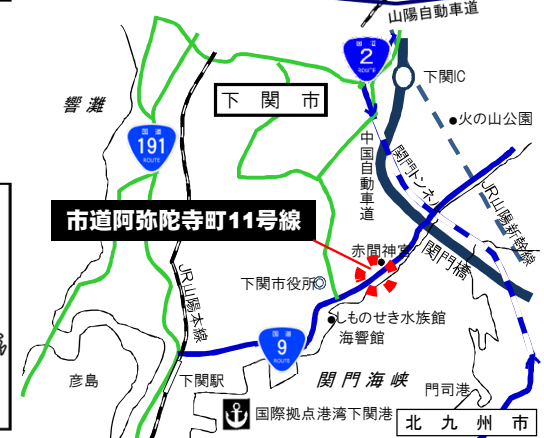 山陽自動車道
国道
2
ROUTE
下関IC
響灘
下関市
火の山公園
国道
191
ROUTE
中国自動車道
関門トンネル
JR山陽新幹線
市道阿弥陀寺町11号線
赤間神宮
関門橋
JR山陽本線
下関市役所
しものせき水族館
海響館
国道
9
ROUTE
彦島
下関駅
関門海峡
門司港
国際拠点港湾下関港
北九州市